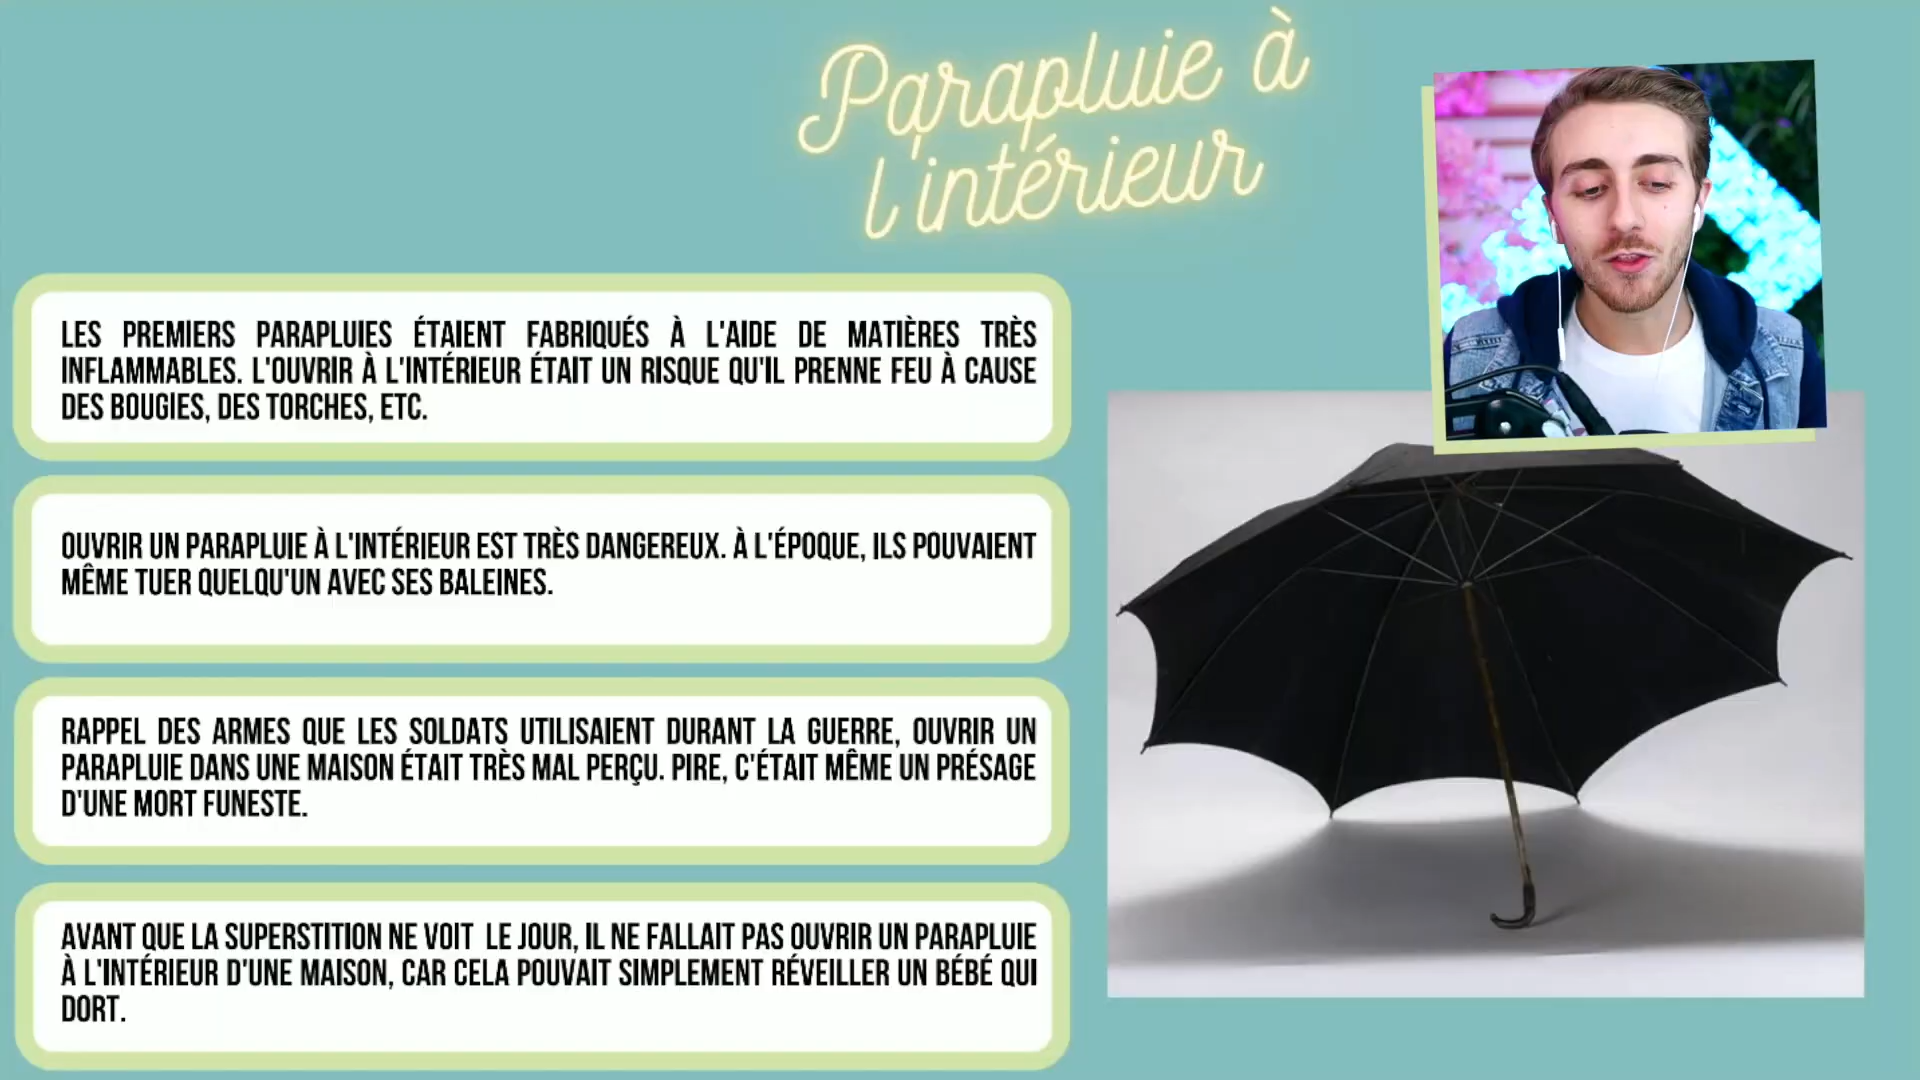 Parapluie à
l'intérieur
LES PREMIERS PARAPLUIES ÉTAIENT FABRIQUÉS À L'AIDE DE MATIÈRES TRÈS
INFLAMMABLES. L'OUVRIR À L'INTÉRIEUR ÉTAIT UN RISQUE QU'IL PRENNE FEU À CAUSE
DES BOUGIES, DES TORCHES, ETC.
OUVRIR UN PARAPLUIE À L'INTÉRIEUR EST TRÈS DANGEREUX. À L'ÉPOQUE, ILS POUVAIENT
MÊME TUER QUELQU'UN AVEC SES BALEINES.
RAPPEL DES ARMES QUE LES SOLDATS UTILISAIENT DURANT LA GUERRE, OUVRIR UN
PARAPLUIE DANS UNE MAISON ÉTAIT TRÈS MAL PERÇU. PIRE, C'ÉTAIT MÊME UN PRÉSAGE
D'UNE MORT FUNESTE.
AVANT QUE LA SUPERSTITION NE VOIT LE JOUR, IL NE FALLAIT PAS OUVRIR UN PARAPLUIE
À L'INTÉRIEUR D'UNE MAISON, CAR CELA POUVAIT SIMPLEMENT RÉVEILLER UN BÉBÉ QUI
DORT.